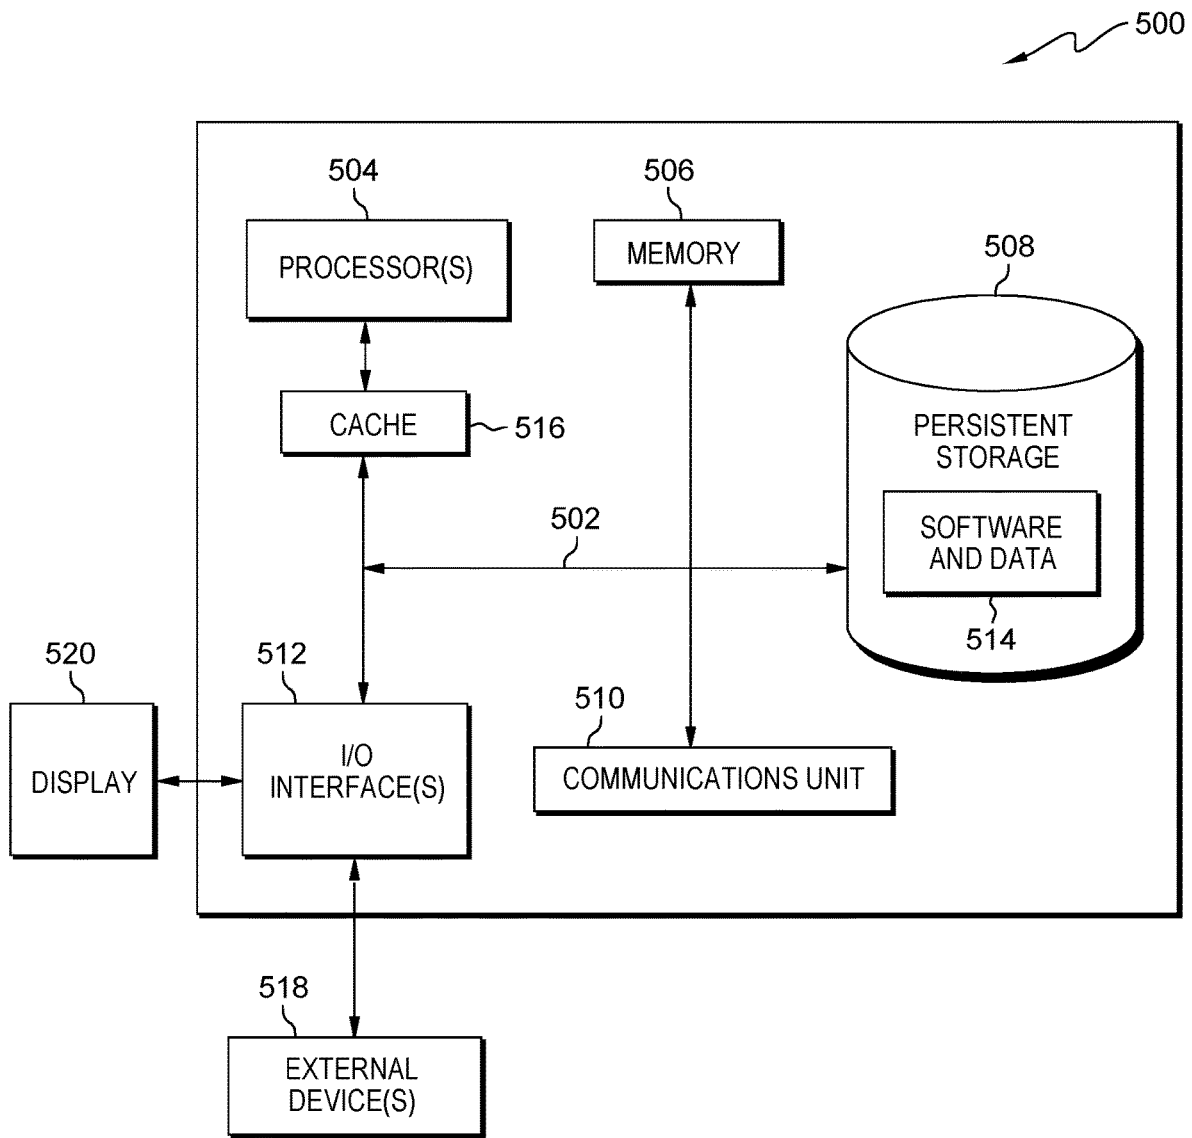 500
504
506
PROCESSOR(S)
MEMORY
508
CACHE
516
PERSISTENT
STORAGE
502
SOFTWARE
AND DATA
514
520
512
510
DISPLAY
I/O
INTERFACE(S)
COMMUNICATIONS UNIT
518
EXTERNAL
DEVICE(S)